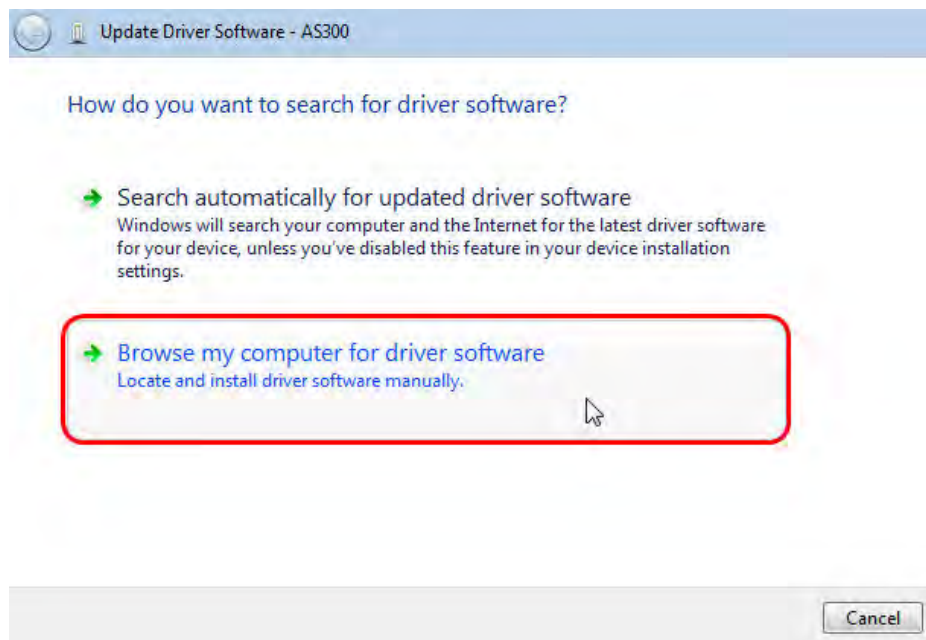 Update Driver Software - AS300
How do you want to search for driver software?
Search automatically for updated driver software
Windows will search your computer and the Internet for the latest driver software
for your device, unless you've disabled this feature in your device installation
settings.
Browse my computer for driver software
Locate and install driver software manually.
Cancel